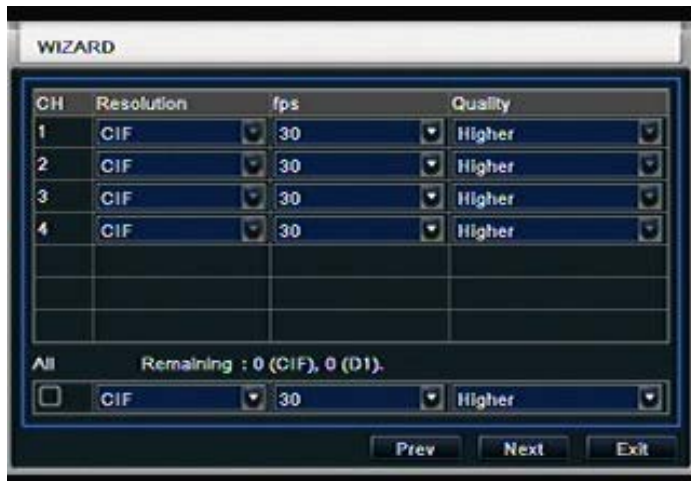 WIZARD
CH Resolution fps Quality
1 CIF 30 Higher
2 CIF 30 Higher
3 CIF 30 Higher
4 CIF 30 Higher
All Remaining : 0 (CIF), 0 (D1).
CIF 30 Higher
Prev Next Exit